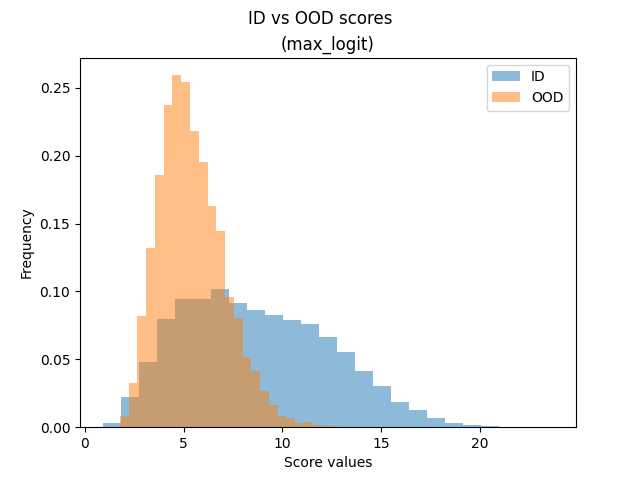 ID vs OOD scores
(max_logit)
ID
OOD
0.25
0.20
0.15
0.10
0.05
0.00
Frequency
0
5
10
15
20
Score values